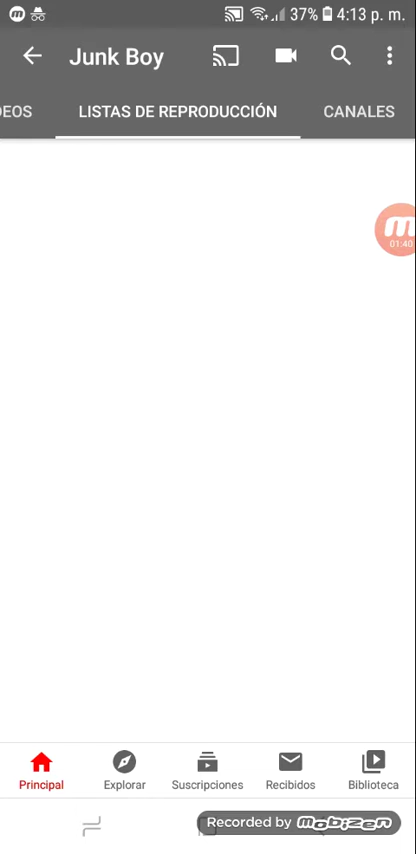 37% 4:13 p. m.
Junk Boy
DEOS LISTAS DE REPRODUCCIÓN CANALES
m
01:40
Principal Explorar Suscripciones Recibidos Biblioteca
Recorded by mobizen